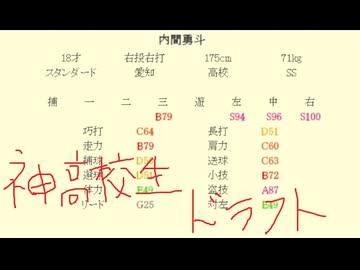 内間勇斗
18才 右投右打 175cm 71kg
スタンダード 愛知 高校 SS
捕 一 二 三 遊 左 中 右
B79 S94 S96 S100
巧打 C64 長打 D51
走力 B79 肩力 C60
捕球 D5 送球 C63
選球 D51 小技 B72
体力 E49 盗技 A87
リード G25 対左 E49
神高校生
ドラフト